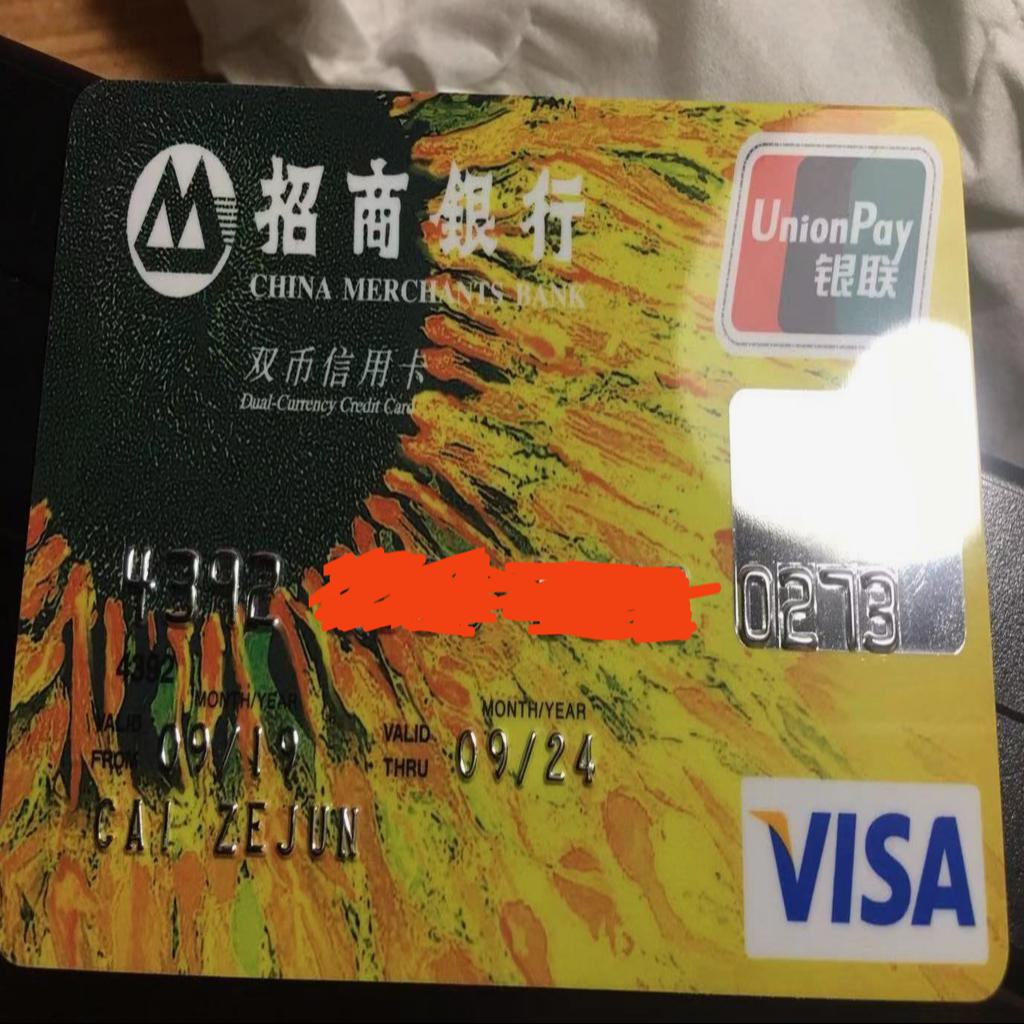 招商银行
CHINA MERCHANTS BANK
UnionPay
银联
双币信用卡
Dual-Currency Credit Card
4392 0273
4392
MONTH/YEAR MONTH/YEAR
VALID FROM 09/19 VALID THRU 09/24
CAI ZEJUN
VISA